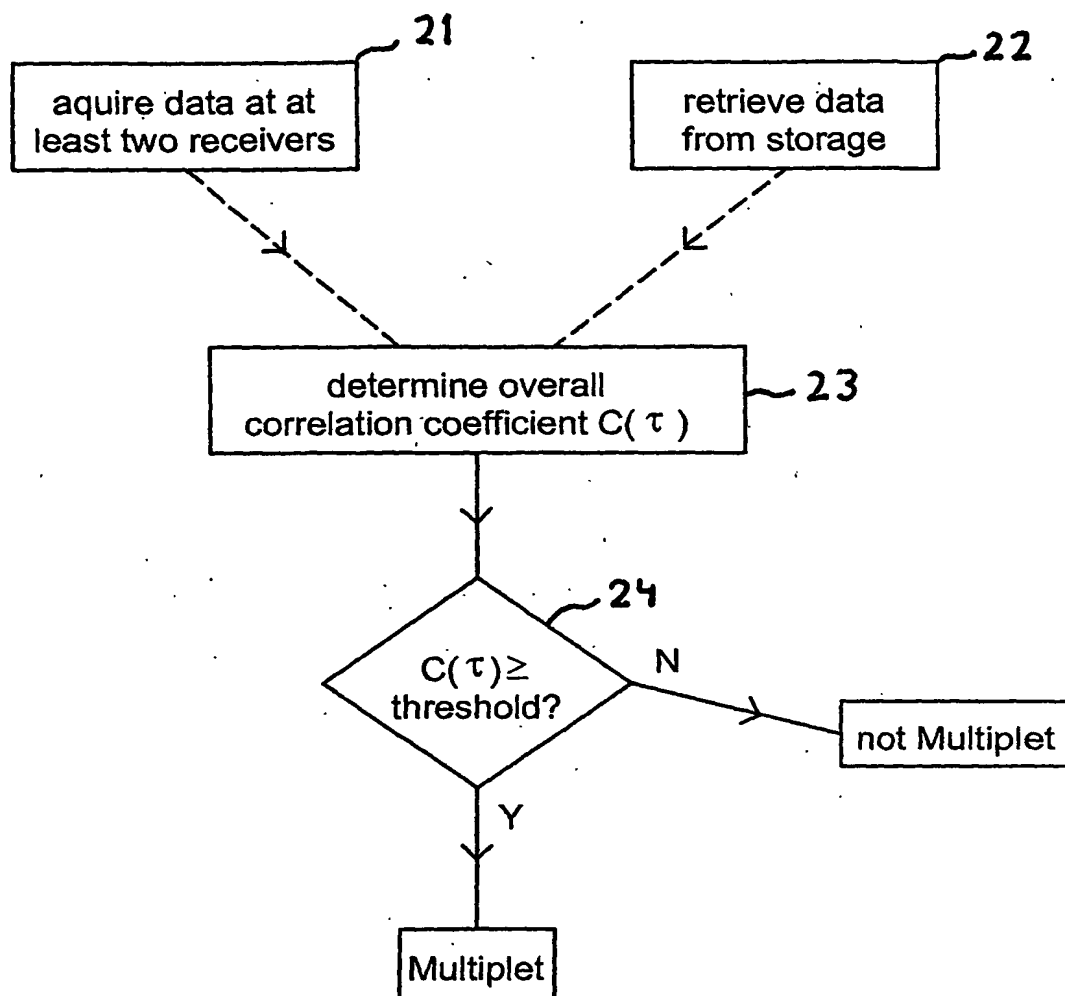 21
aquire data at at
least two receivers
22
retrieve data
from storage
determine overall
correlation coefficient C(τ)
23
24
C(τ)≥
threshold?
N
not Multiplet
Y
Multiplet